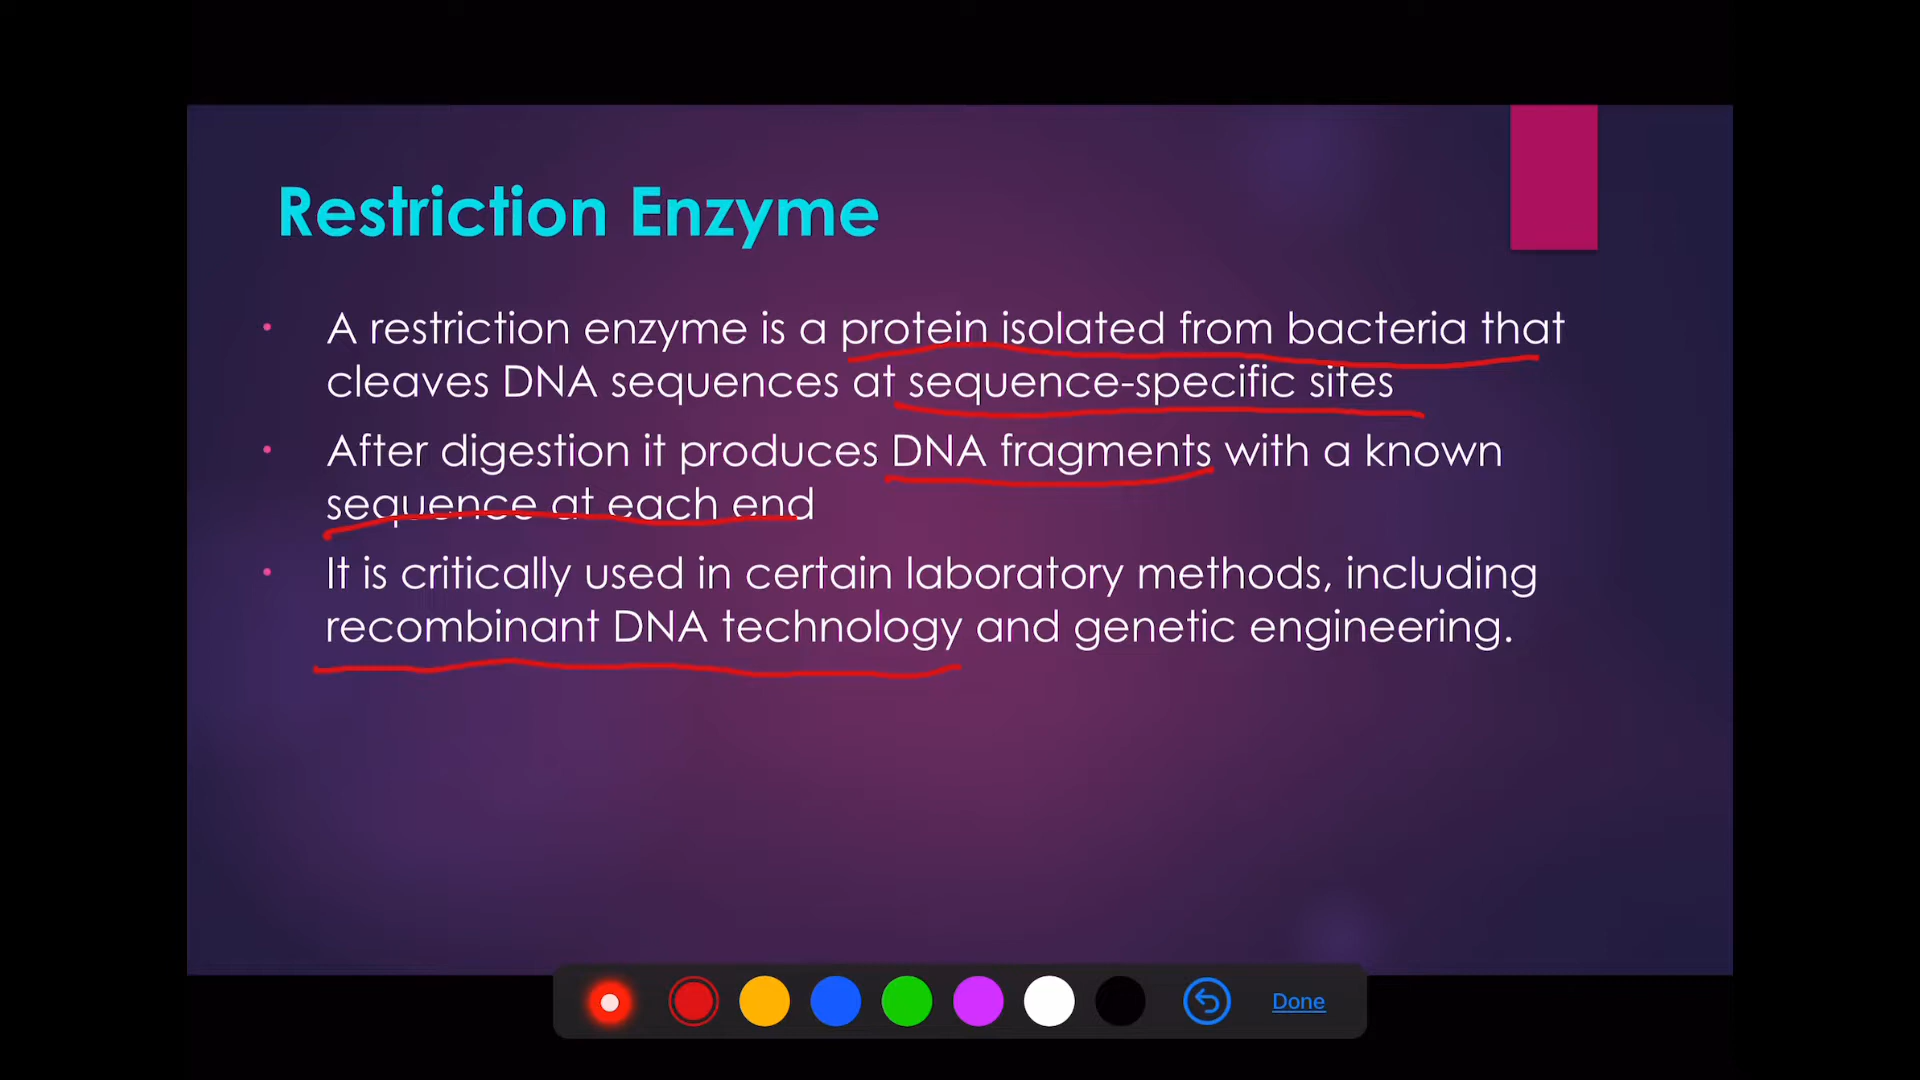 Restriction Enzyme
• A restriction enzyme is a protein isolated from bacteria that
cleaves DNA sequences at sequence-specific sites
• After digestion it produces DNA fragments with a known
sequence at each end
• It is critically used in certain laboratory methods, including
recombinant DNA technology and genetic engineering.
Done